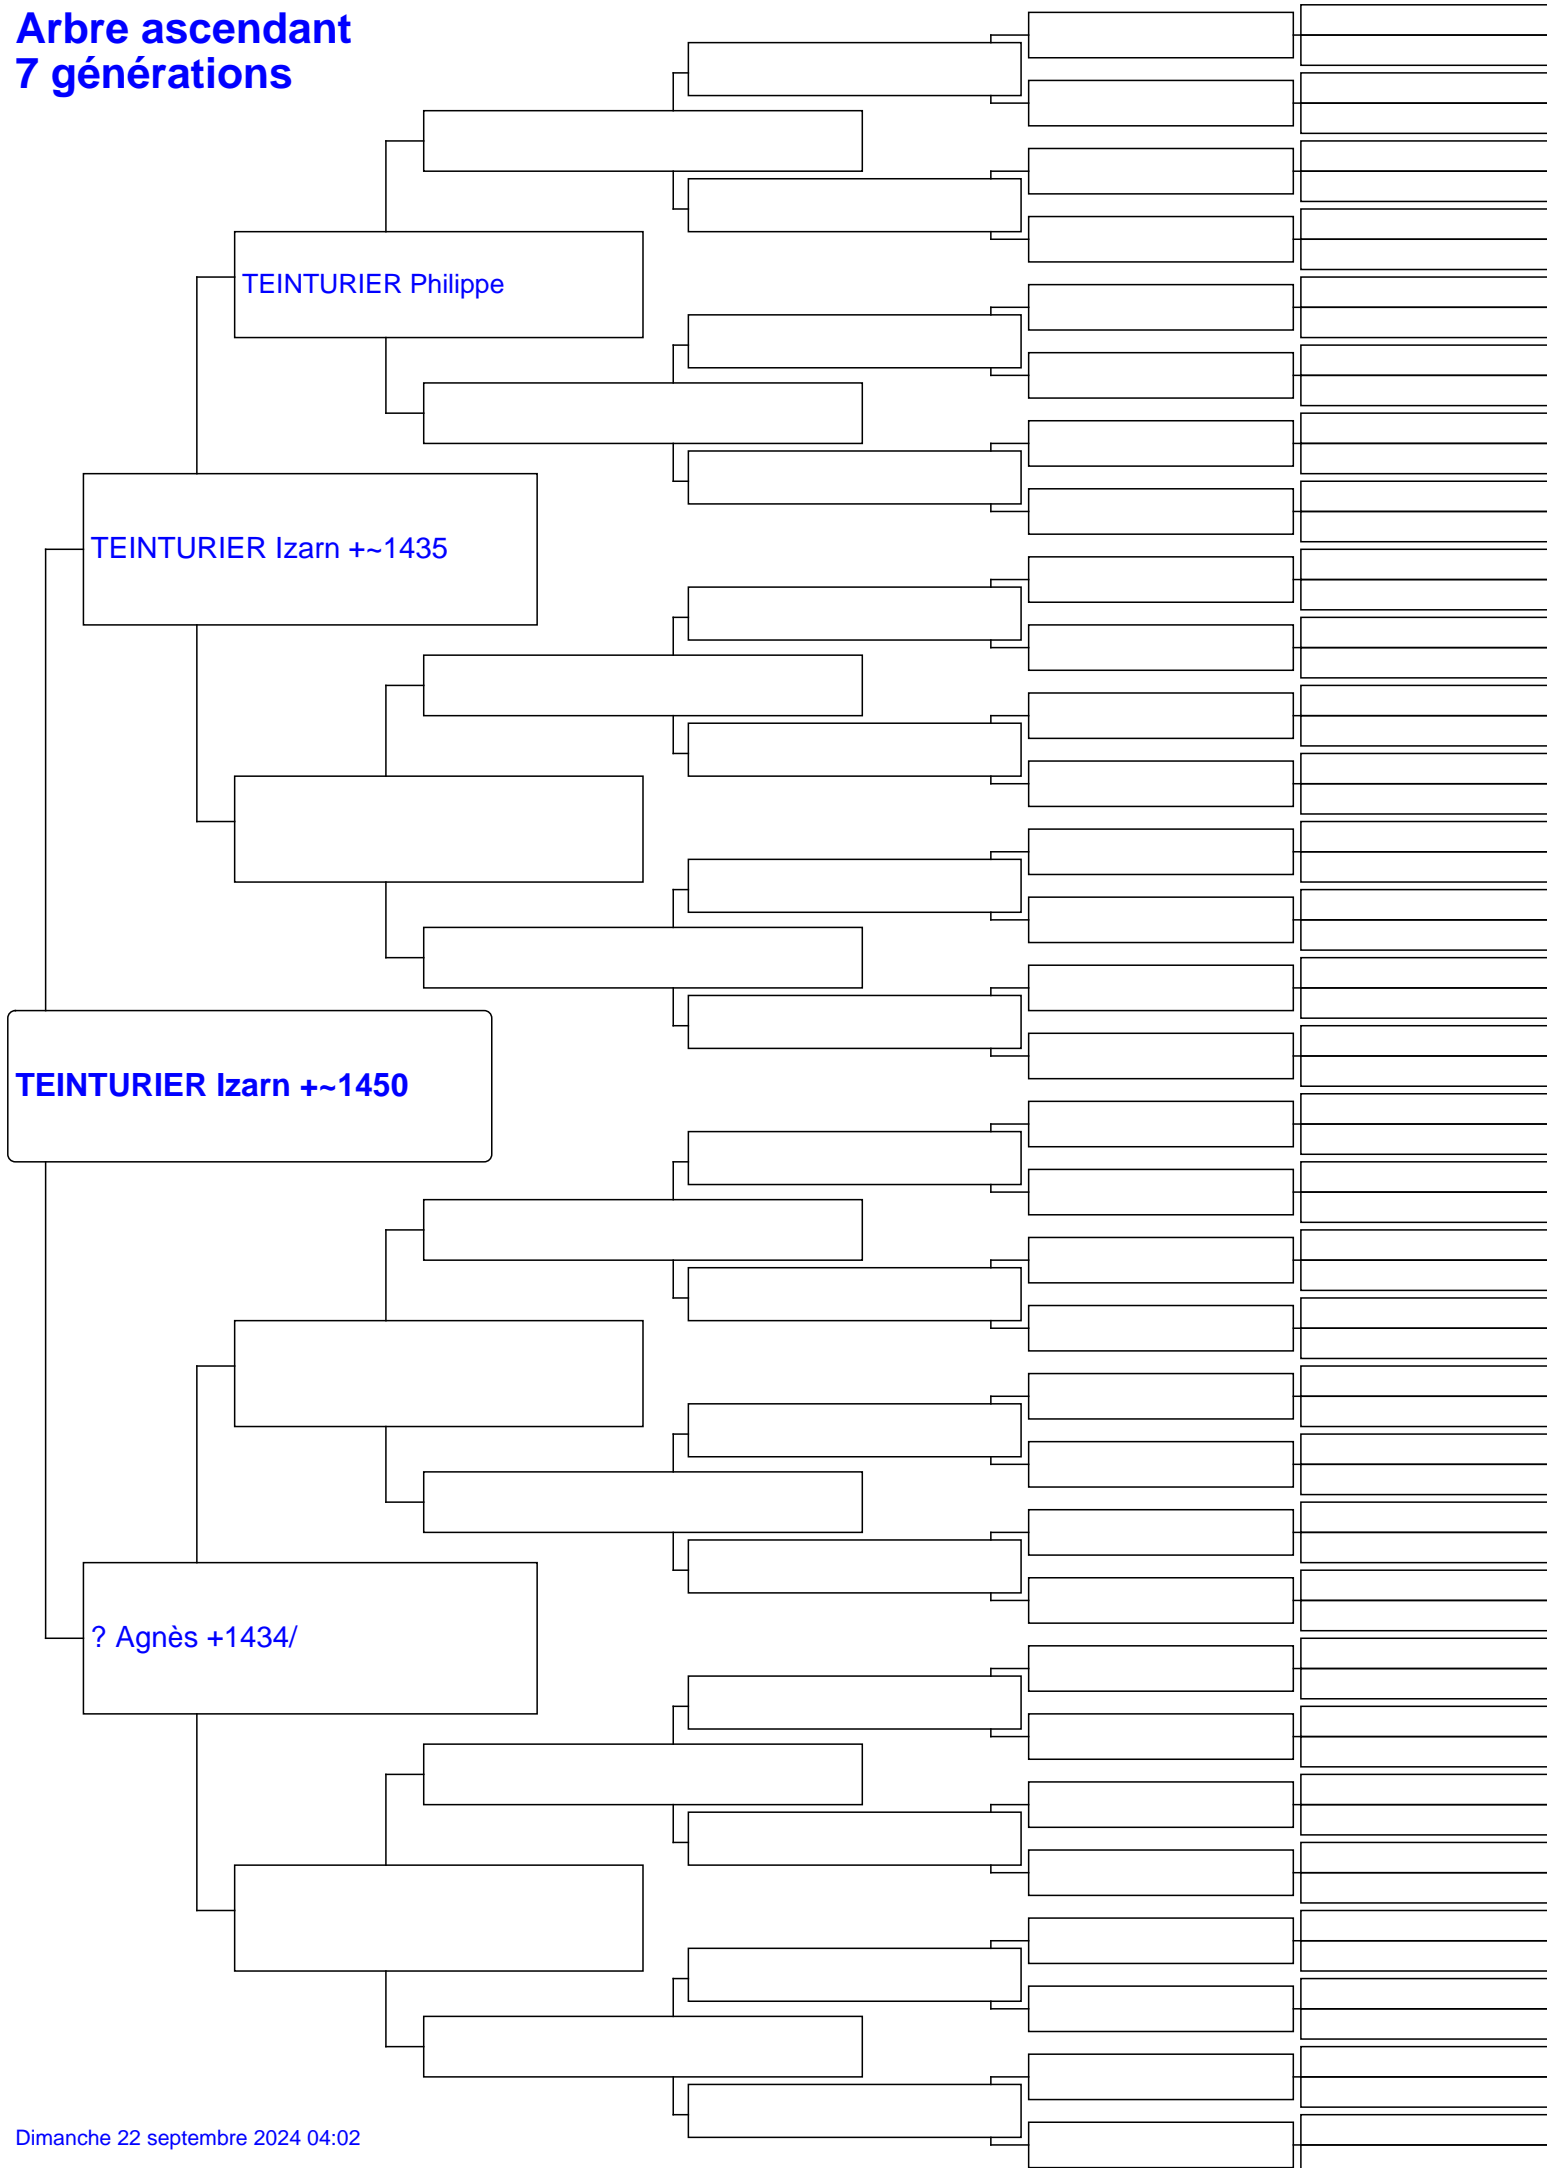 Arbre ascendant
7 générations
TEINTURIER Philippe
TEINTURIER Izarn +~1435
TEINTURIER Izarn +~1450
? Agnès +1434/
Dimanche 22 septembre 2024 04:02